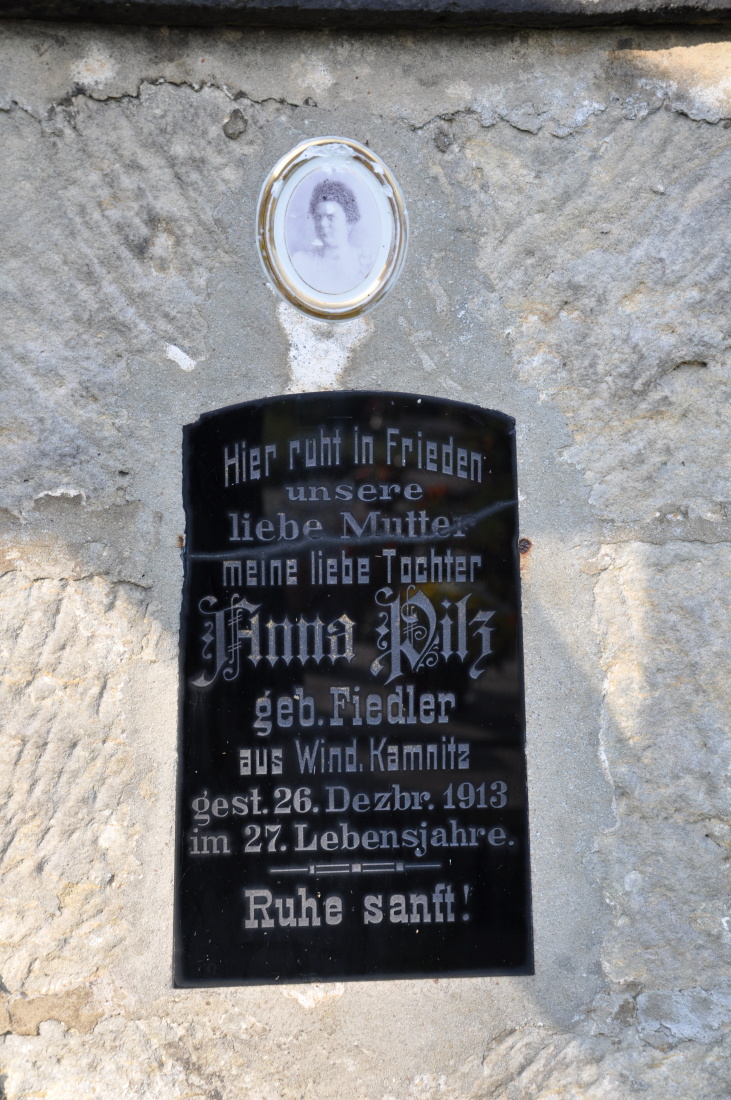 Hier ruht in Frieden
unsere
liebe Mutter
meine liebe Tochter
Anna Pilz
geb. Fiedler
aus Wind. Kamnitz
gest. 26. Dezbr. 1913
im 27. Lebensjahre.
Ruhe sanft!